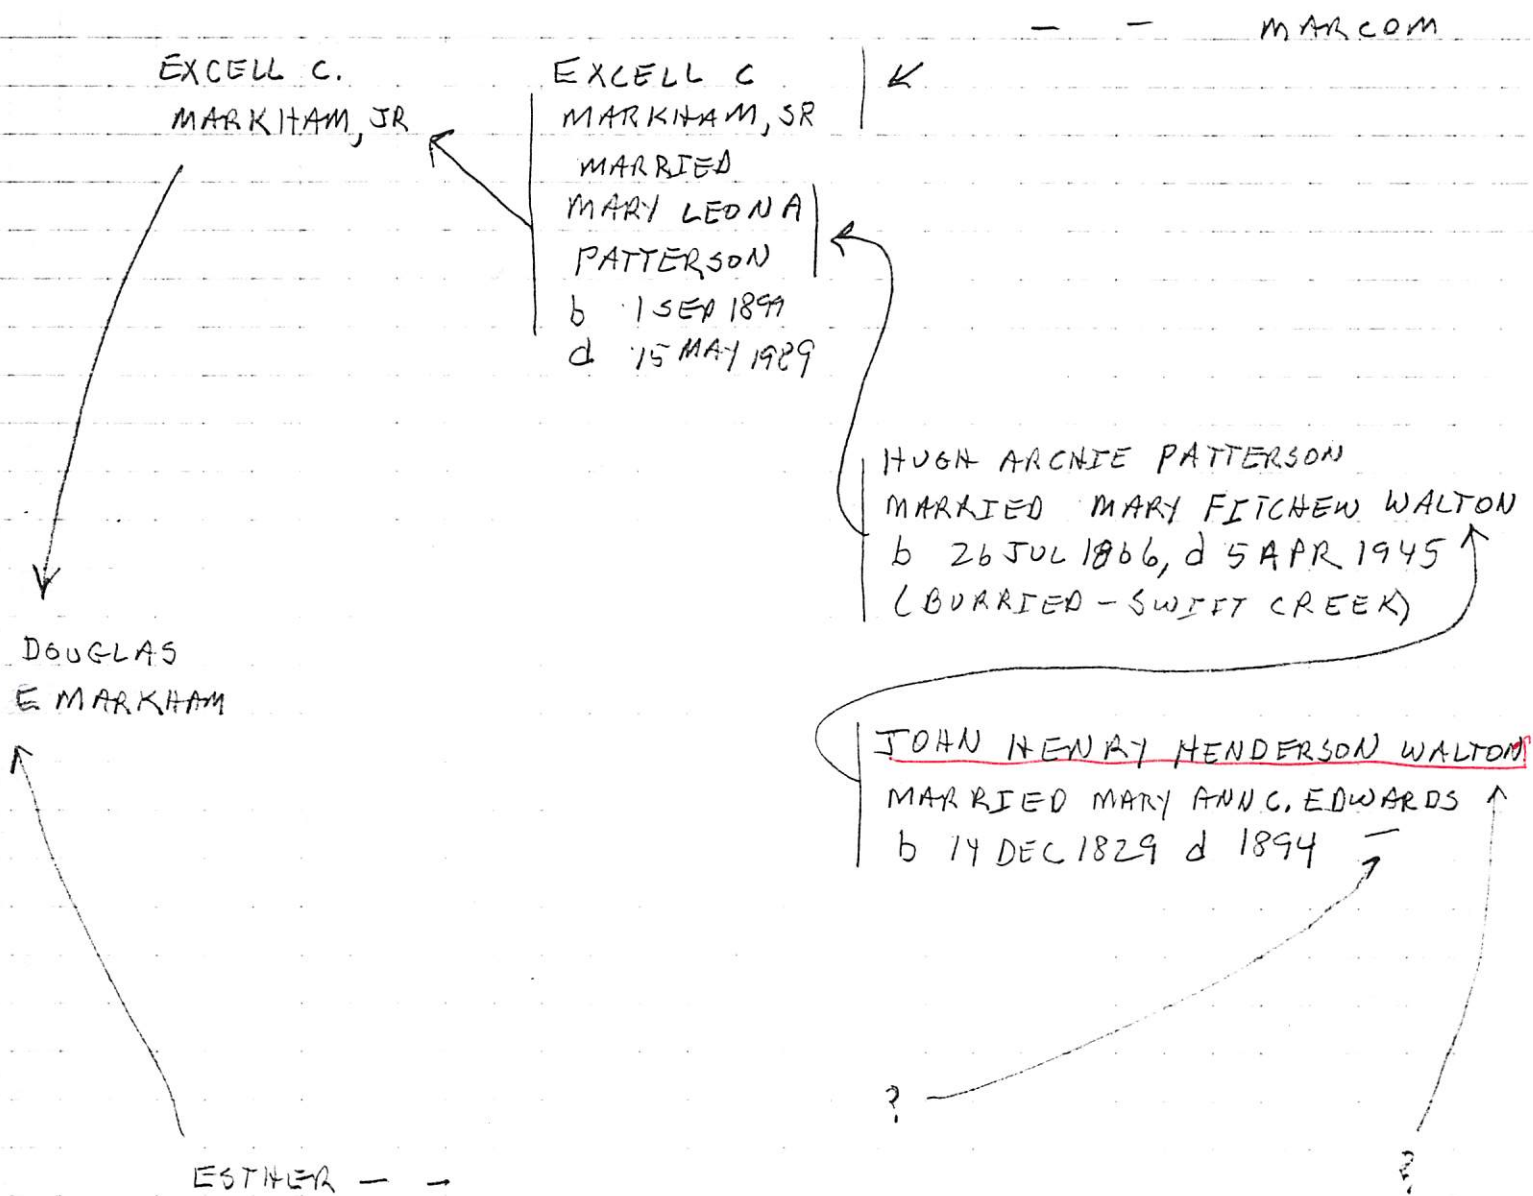 — — MARCOM
EXCELL C.
MARKHAM, JR
EXCELL C
MARKHAM, SR
MARRIED
MARY LEONA
PATTERSON
b 1 SEP 1899
d 15 MAY 1989
HUGH ARCHIE PATTERSON
MARRIED MARY FITCHEW WALTON
b 26 JUL 1866, d 5 APR 1945
(BURRIED - SWIFT CREEK)
DOUGLAS
E MARKHAM
JOHN HENRY HENDERSON WALTON
MARRIED MARY ANN C. EDWARDS
b 14 DEC 1829 d 1894 —
?
?
ESTHER — —